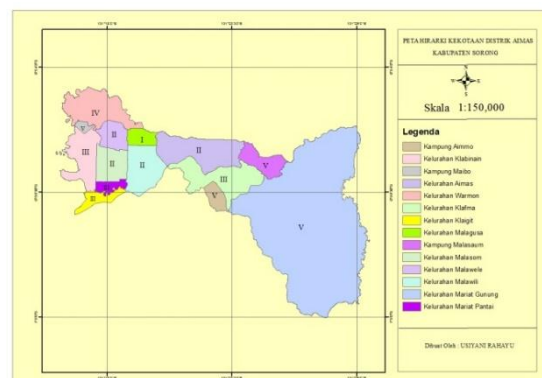 PETA HIRARKI KEKOTAAN DISTRIK AIMAS
KABUPATEN SORONG
N
Skala 1:150,000
Legenda
Kampung Aimmo
Kelurahan Klabinain
Kampung Maibo
Kelurahan Aimas
Kelurahan Warmon
Kelurahan Klafma
Kelurahan Klaigit
Kelurahan Malagusa
Kampung Malasaum
Kelurahan Malasom
Kelurahan Malawele
Kelurahan Malawili
Kelurahan Mariat Gunung
Kelurahan Mariat Pantai
Dibuat Oleh : USIYANI RAHAYU
IV
V
II
I
III
II
II
II
V
III
III
V
V